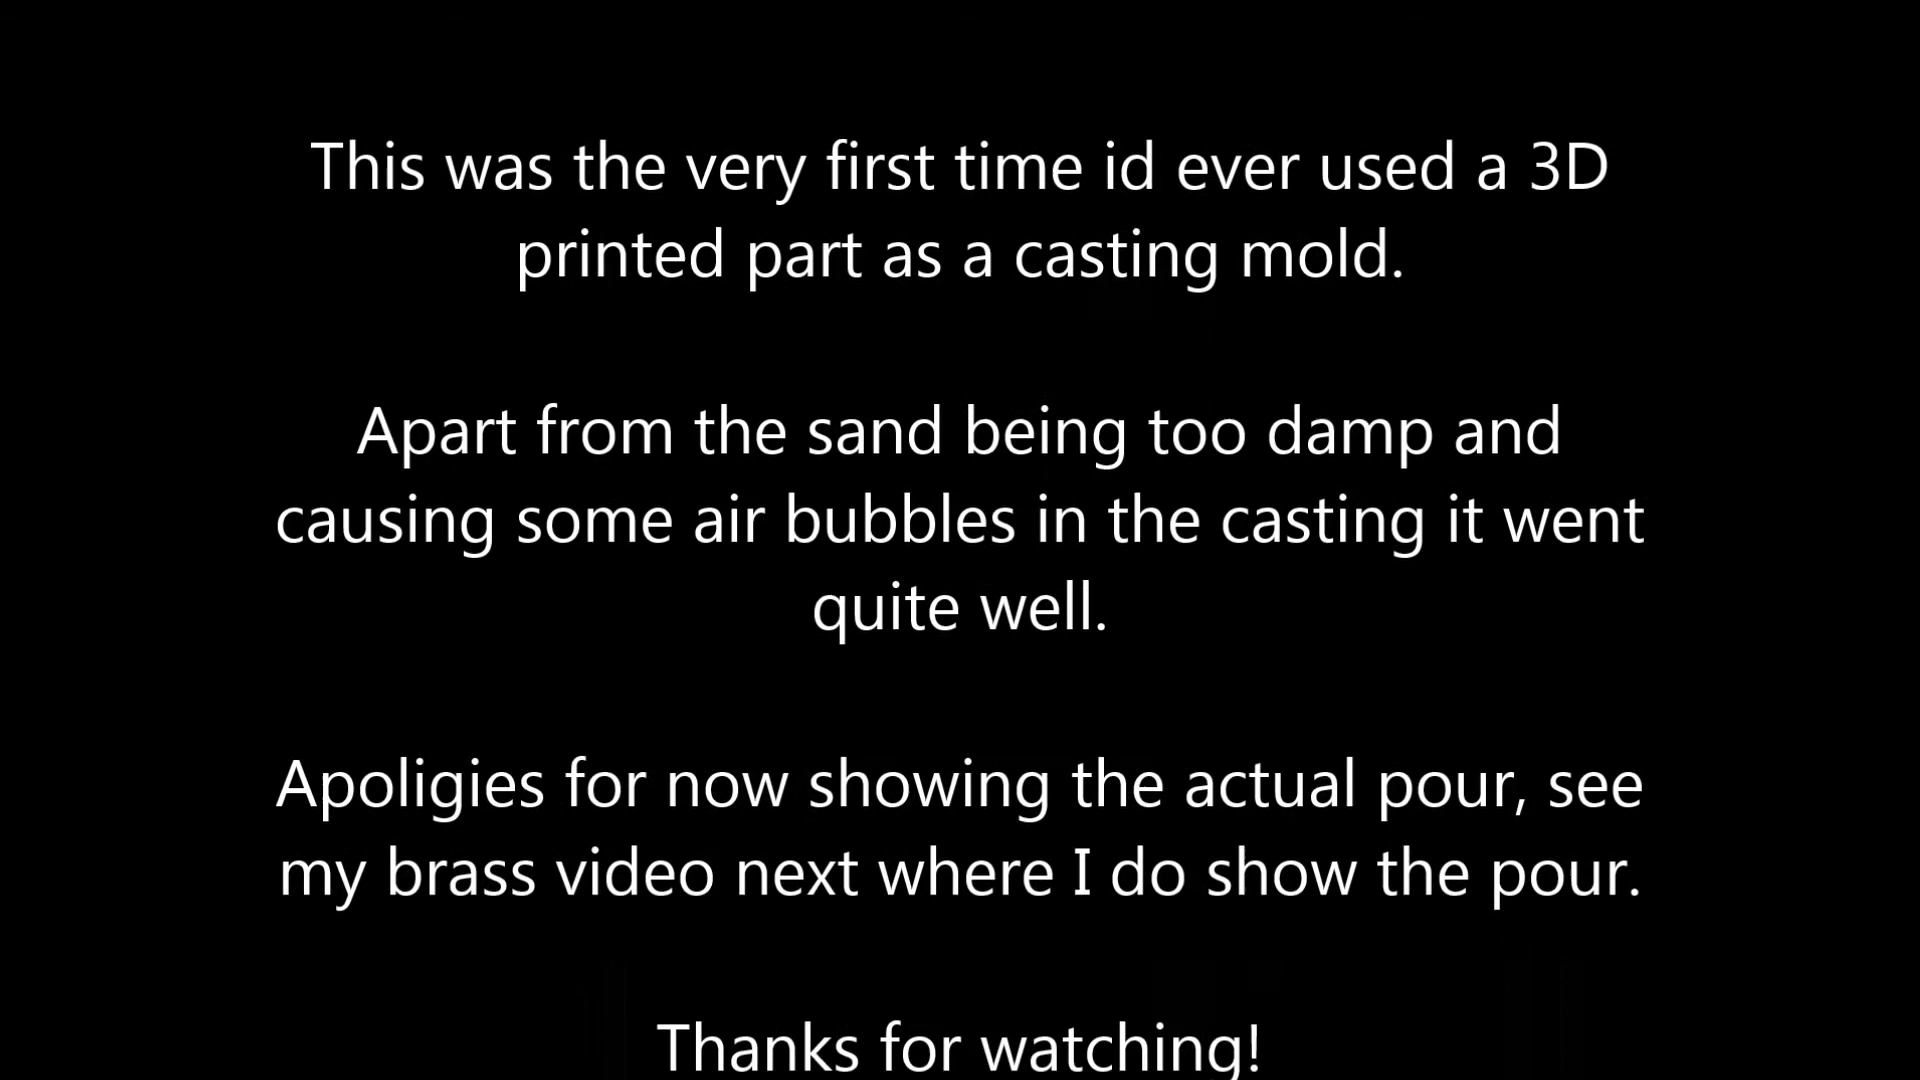 This was the very first time id ever used a 3D
printed part as a casting mold.
Apart from the sand being too damp and
causing some air bubbles in the casting it went
quite well.
Apoligies for now showing the actual pour, see
my brass video next where I do show the pour.
Thanks for watching!